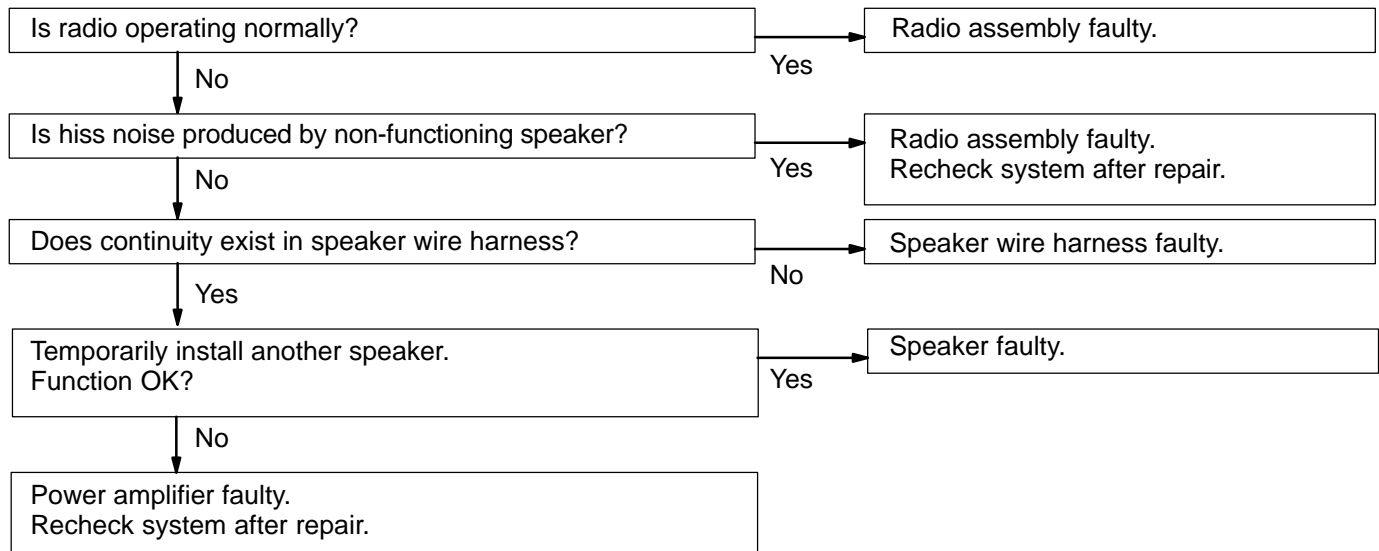 Is radio operating normally?
Yes
Radio assembly faulty.
No
Is hiss noise produced by non-functioning speaker?
Yes
Radio assembly faulty.
Recheck system after repair.
No
Does continuity exist in speaker wire harness?
No
Speaker wire harness faulty.
Yes
Temporarily install another speaker.
Function OK?
Yes
Speaker faulty.
No
Power amplifier faulty.
Recheck system after repair.